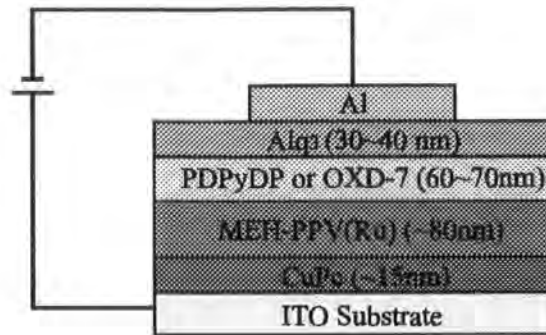 Al
Alq3 (30~40 nm)
PDPyDP or OXD-7 (60~70nm)
MEH-PPV(Ru) (~80nm)
CuPc (~15nm)
ITO Substrate